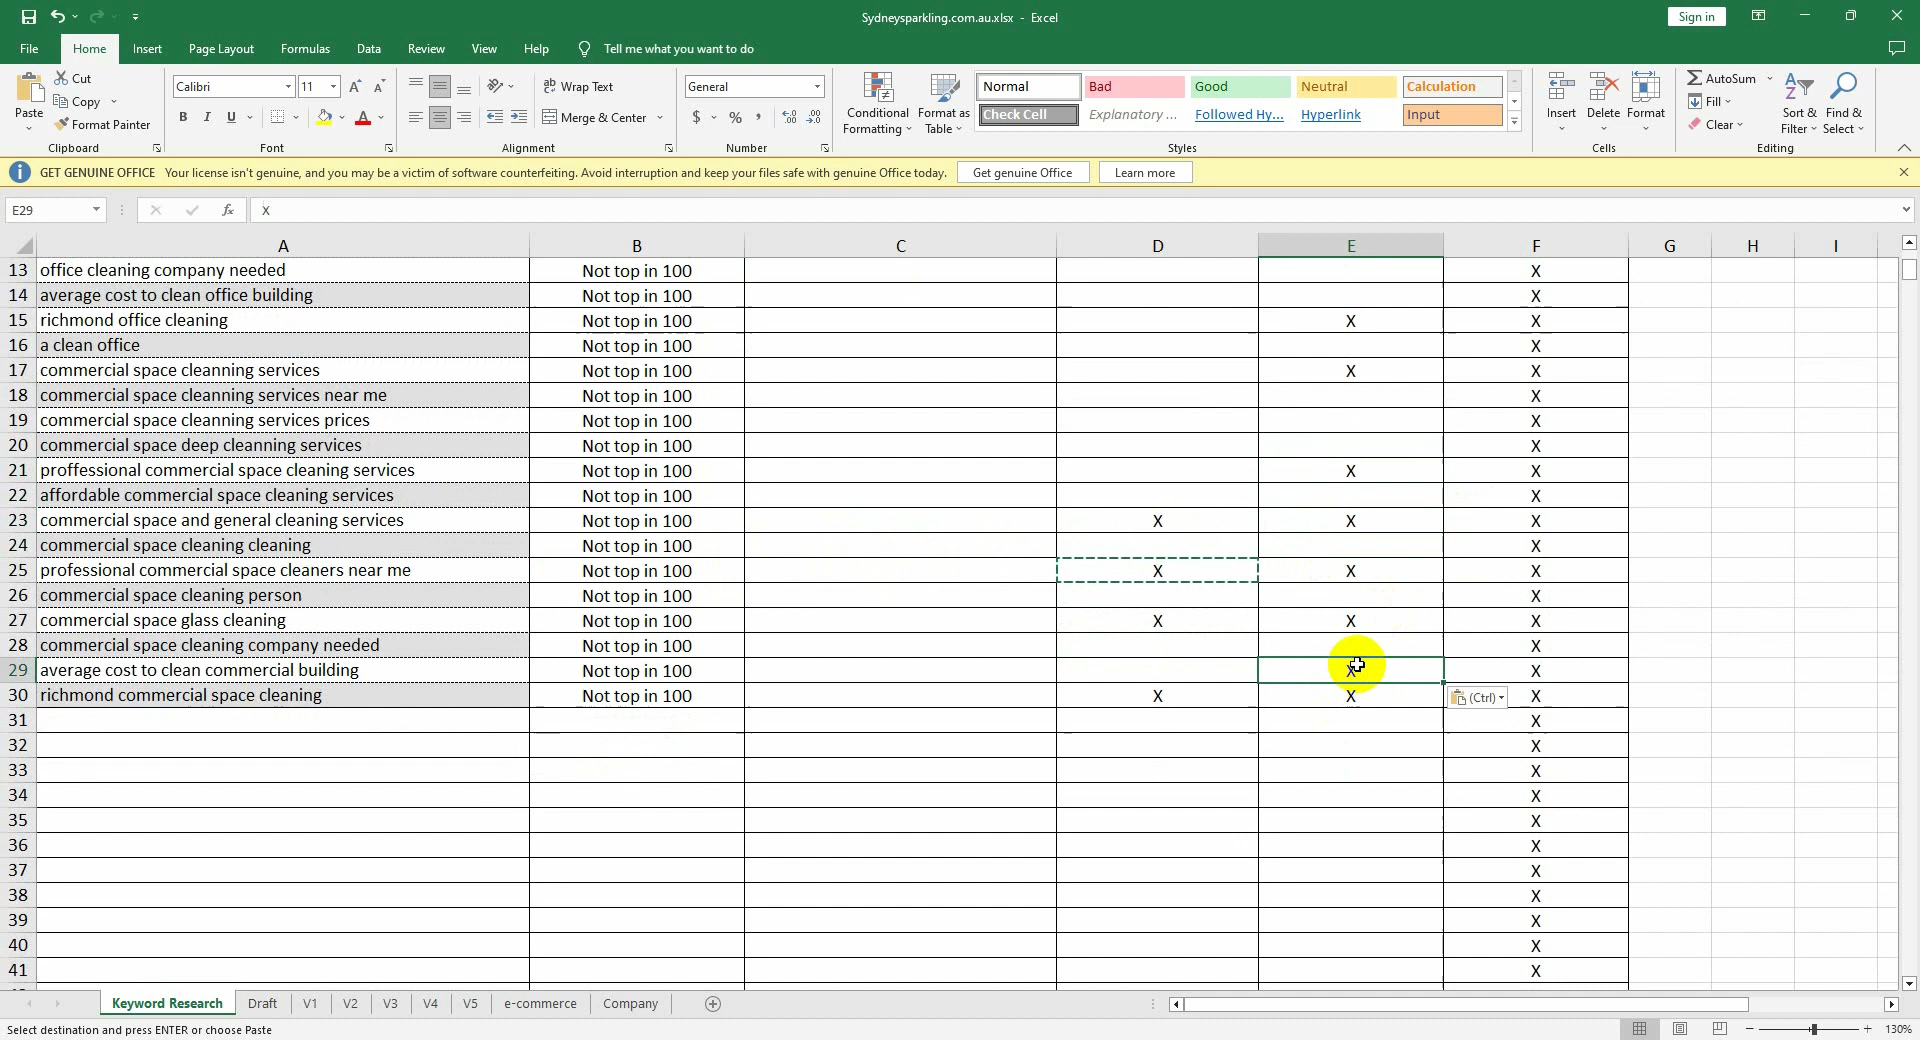 Sydneysparkling.com.au.xlsx - Excel
Sign in
File Home Insert Page Layout Formulas Data Review View Help Tell me what you want to do
Paste
Cut
Copy
Format Painter
Clipboard
Calibri 11
A A
B I U A
Font
ab Wrap Text
Merge & Center
Alignment
General
$ % ,
Number
Conditional Formatting
Format as Table
Normal Bad Good Neutral Calculation
Check Cell Explanatory ... Followed Hy... Hyperlink Input
Styles
Insert Delete Format
Cells
AutoSum
Fill
Clear
Sort & Filter
Find & Select
Editing
GET GENUINE OFFICE Your license isn't genuine, and you may be a victim of software counterfeiting. Avoid interruption and keep your files safe with genuine Office today. Get genuine Office Learn more
E29 fx X
A B C D E F G H I
13 office cleaning company needed Not top in 100 X
14 average cost to clean office building Not top in 100 X
15 richmond office cleaning Not top in 100 X X
16 a clean office Not top in 100 X
17 commercial space cleanning services Not top in 100 X X
18 commercial space cleanning services near me Not top in 100 X
19 commercial space cleanning services prices Not top in 100 X
20 commercial space deep cleanning services Not top in 100 X
21 proffessional commercial space cleaning services Not top in 100 X X
22 affordable commercial space cleaning services Not top in 100 X
23 commercial space and general cleaning services Not top in 100 X X X
24 commercial space cleaning cleaning Not top in 100 X
25 professional commercial space cleaners near me Not top in 100 X X X
26 commercial space cleaning person Not top in 100 X
27 commercial space glass cleaning Not top in 100 X X X
28 commercial space cleaning company needed Not top in 100 X
29 average cost to clean commercial building Not top in 100 X X
30 richmond commercial space cleaning Not top in 100 X X (Ctrl) X
31 X
32 X
33 X
34 X
35 X
36 X
37 X
38 X
39 X
40 X
41 X
Keyword Research Draft V1 V2 V3 V4 V5 e-commerce Company
Select destination and press ENTER or choose Paste
130%